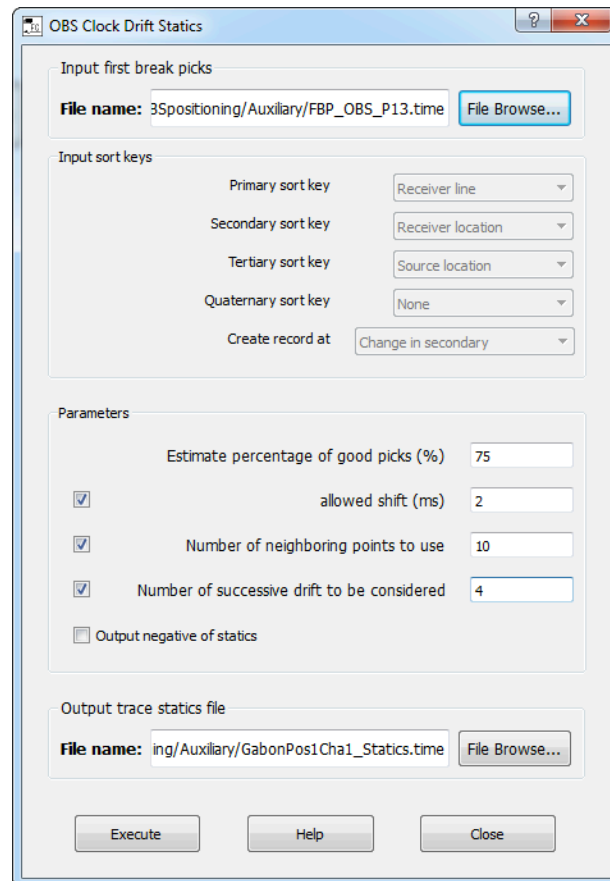 OBS Clock Drift Statics
Input first break picks
File name: 3Spositioning/Auxiliary/FBP_OBS_P13.time File Browse...
Input sort keys
Primary sort key Receiver line
Secondary sort key Receiver location
Tertiary sort key Source location
Quaternary sort key None
Create record at Change in secondary
Parameters
Estimate percentage of good picks (%) 75
allowed shift (ms) 2
Number of neighboring points to use 10
Number of successive drift to be considered 4
Output negative of statics
Output trace statics file
File name: ing/Auxiliary/GabonPos1Cha1_Statics.time File Browse...
Execute Help Close